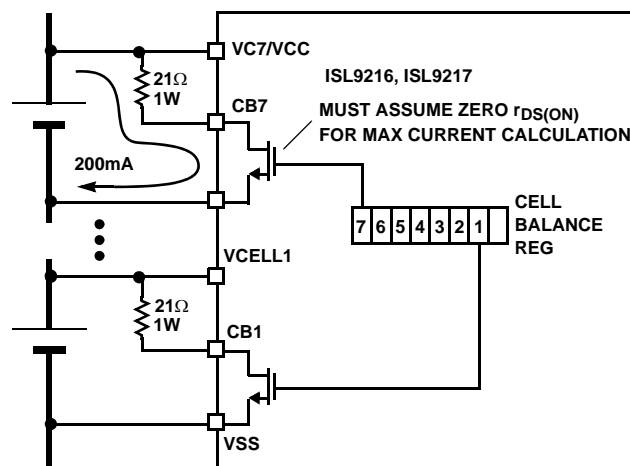 VC7/VCC
21Ω
1W
CB7
200mA
ISL9216, ISL9217
MUST ASSUME ZERO rDS(ON)
FOR MAX CURRENT CALCULATION
7 6 5 4 3 2 1
CELL
BALANCE
REG
VCELL1
21Ω
1W
CB1
VSS